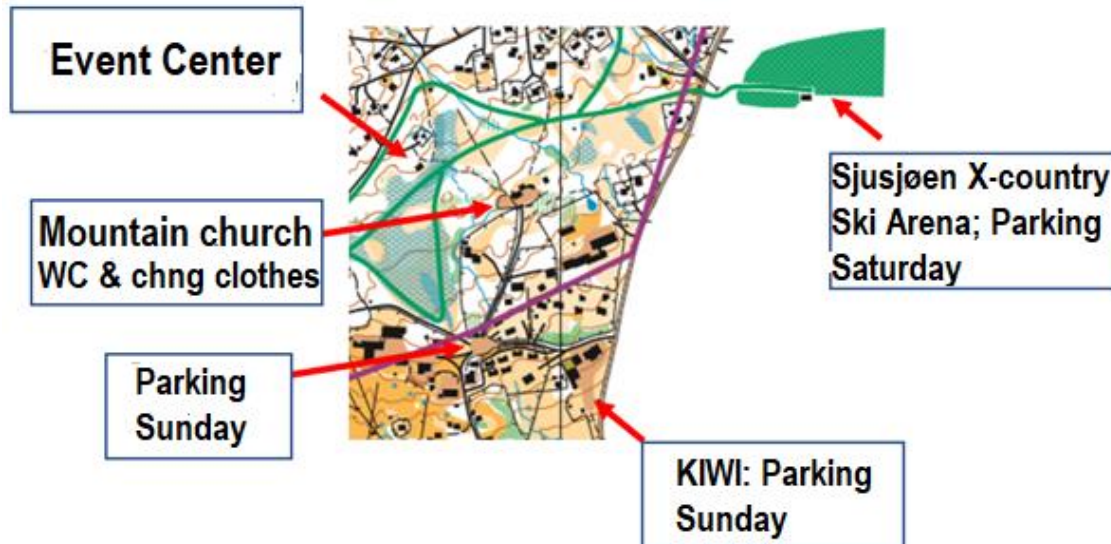 Event Center
Sjusjøen X-country
Ski Arena; Parking
Saturday
Mountain church
WC & chng clothes
Parking
Sunday
KIWI: Parking
Sunday